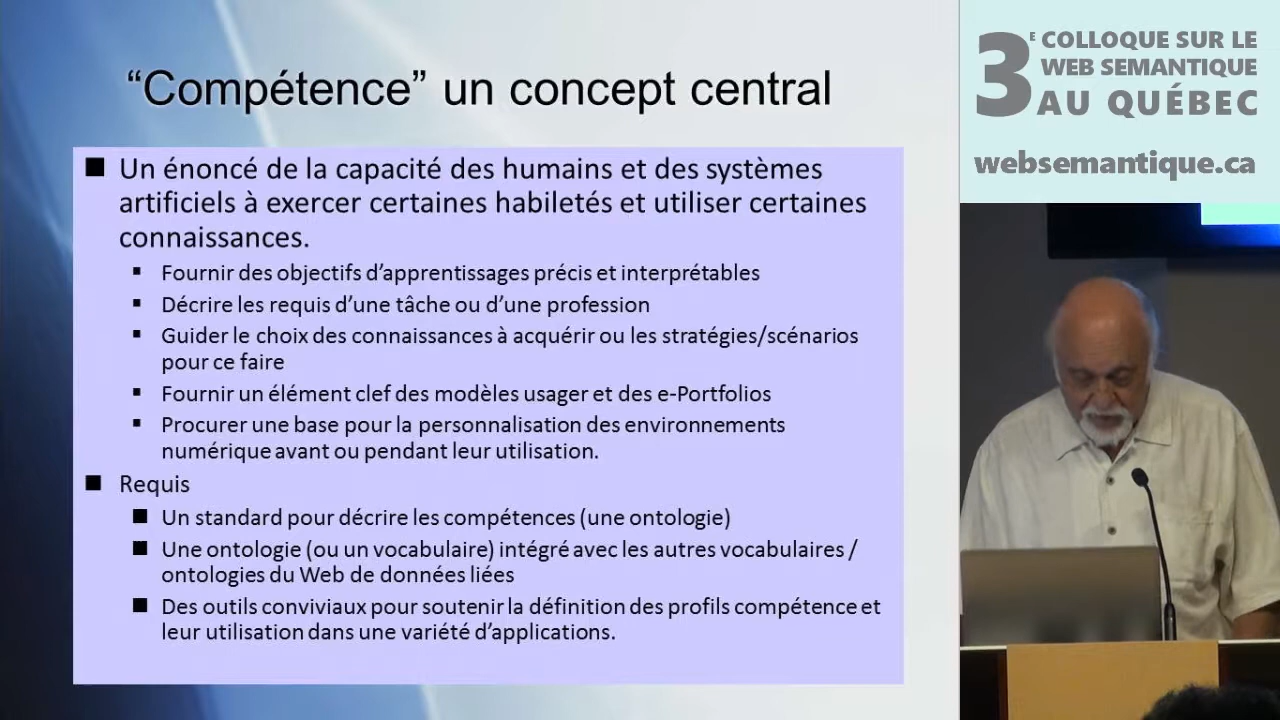 “Compétence” un concept central
Un énoncé de la capacité des humains et des systèmes
artificiels à exercer certaines habiletés et utiliser certaines
connaissances.
Fournir des objectifs d’apprentissages précis et interprétables
Décrire les requis d’une tâche ou d’une profession
Guider le choix des connaissances à acquérir ou les stratégies/scénarios
pour ce faire
Fournir un élément clef des modèles usager et des e-Portfolios
Procurer une base pour la personnalisation des environnements
numérique avant ou pendant leur utilisation.
Requis
Un standard pour décrire les compétences (une ontologie)
Une ontologie (ou un vocabulaire) intégré avec les autres vocabulaires /
ontologies du Web de données liées
Des outils conviviaux pour soutenir la définition des profils compétence et
leur utilisation dans une variété d’applications.
3E COLLOQUE SUR LE
WEB SEMANTIQUE
AU QUÉBEC
websemantique.ca